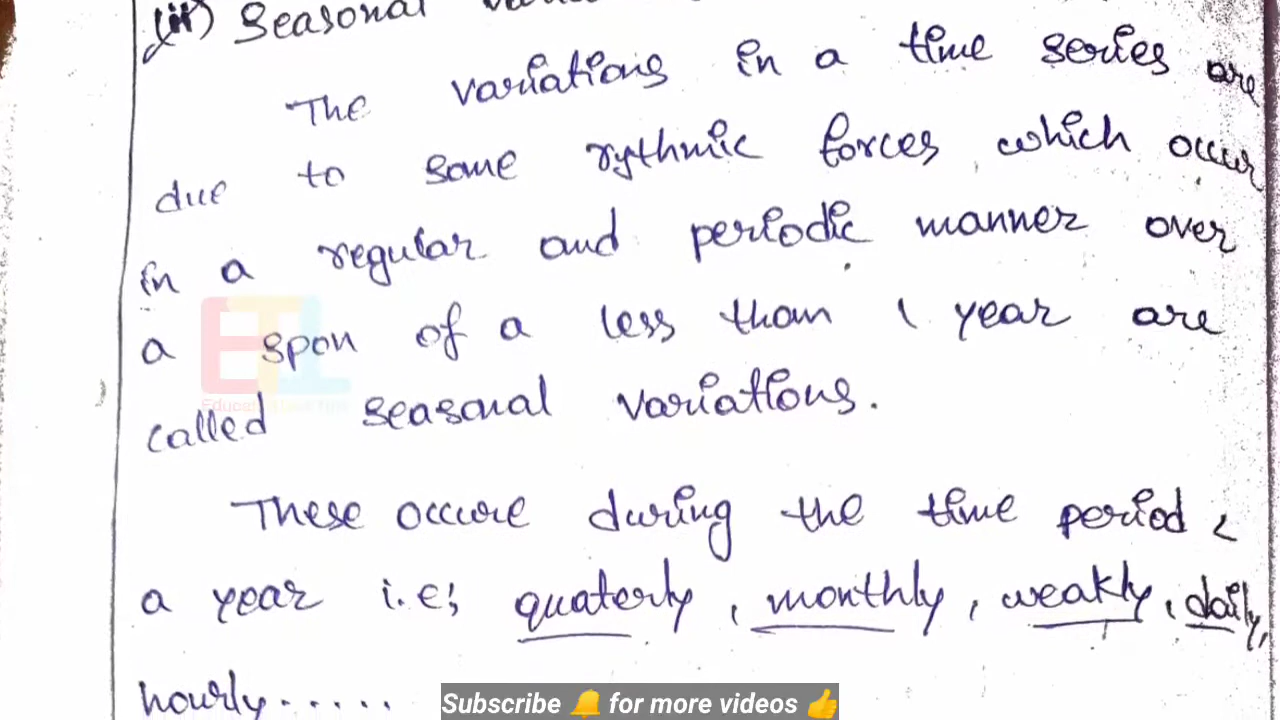 (ii) Seasonal
The variations in a time series are
due to some rythmic forces which occur
in a regular and periodic manner over
a span of a less than 1 year are
called seasonal variations.
These occure during the time period <
a year i.e; quaterly, monthly, weakly, daily,
hourly.....
Subscribe 🔔 for more videos 👍